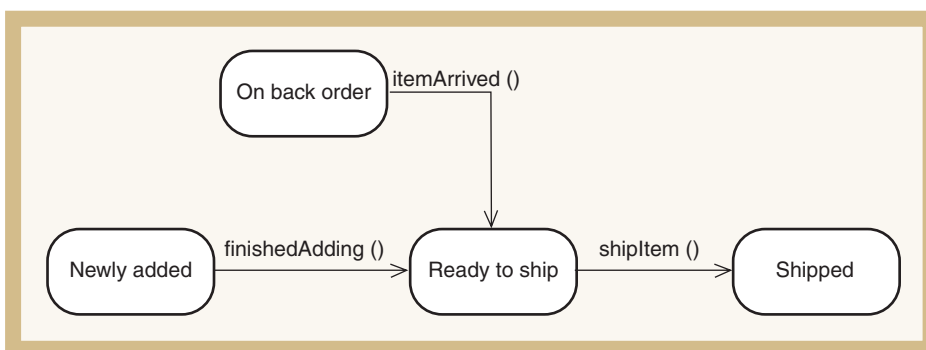 On back order
itemArrived ()
Newly added
finishedAdding ()
Ready to ship
shipItem ()
Shipped